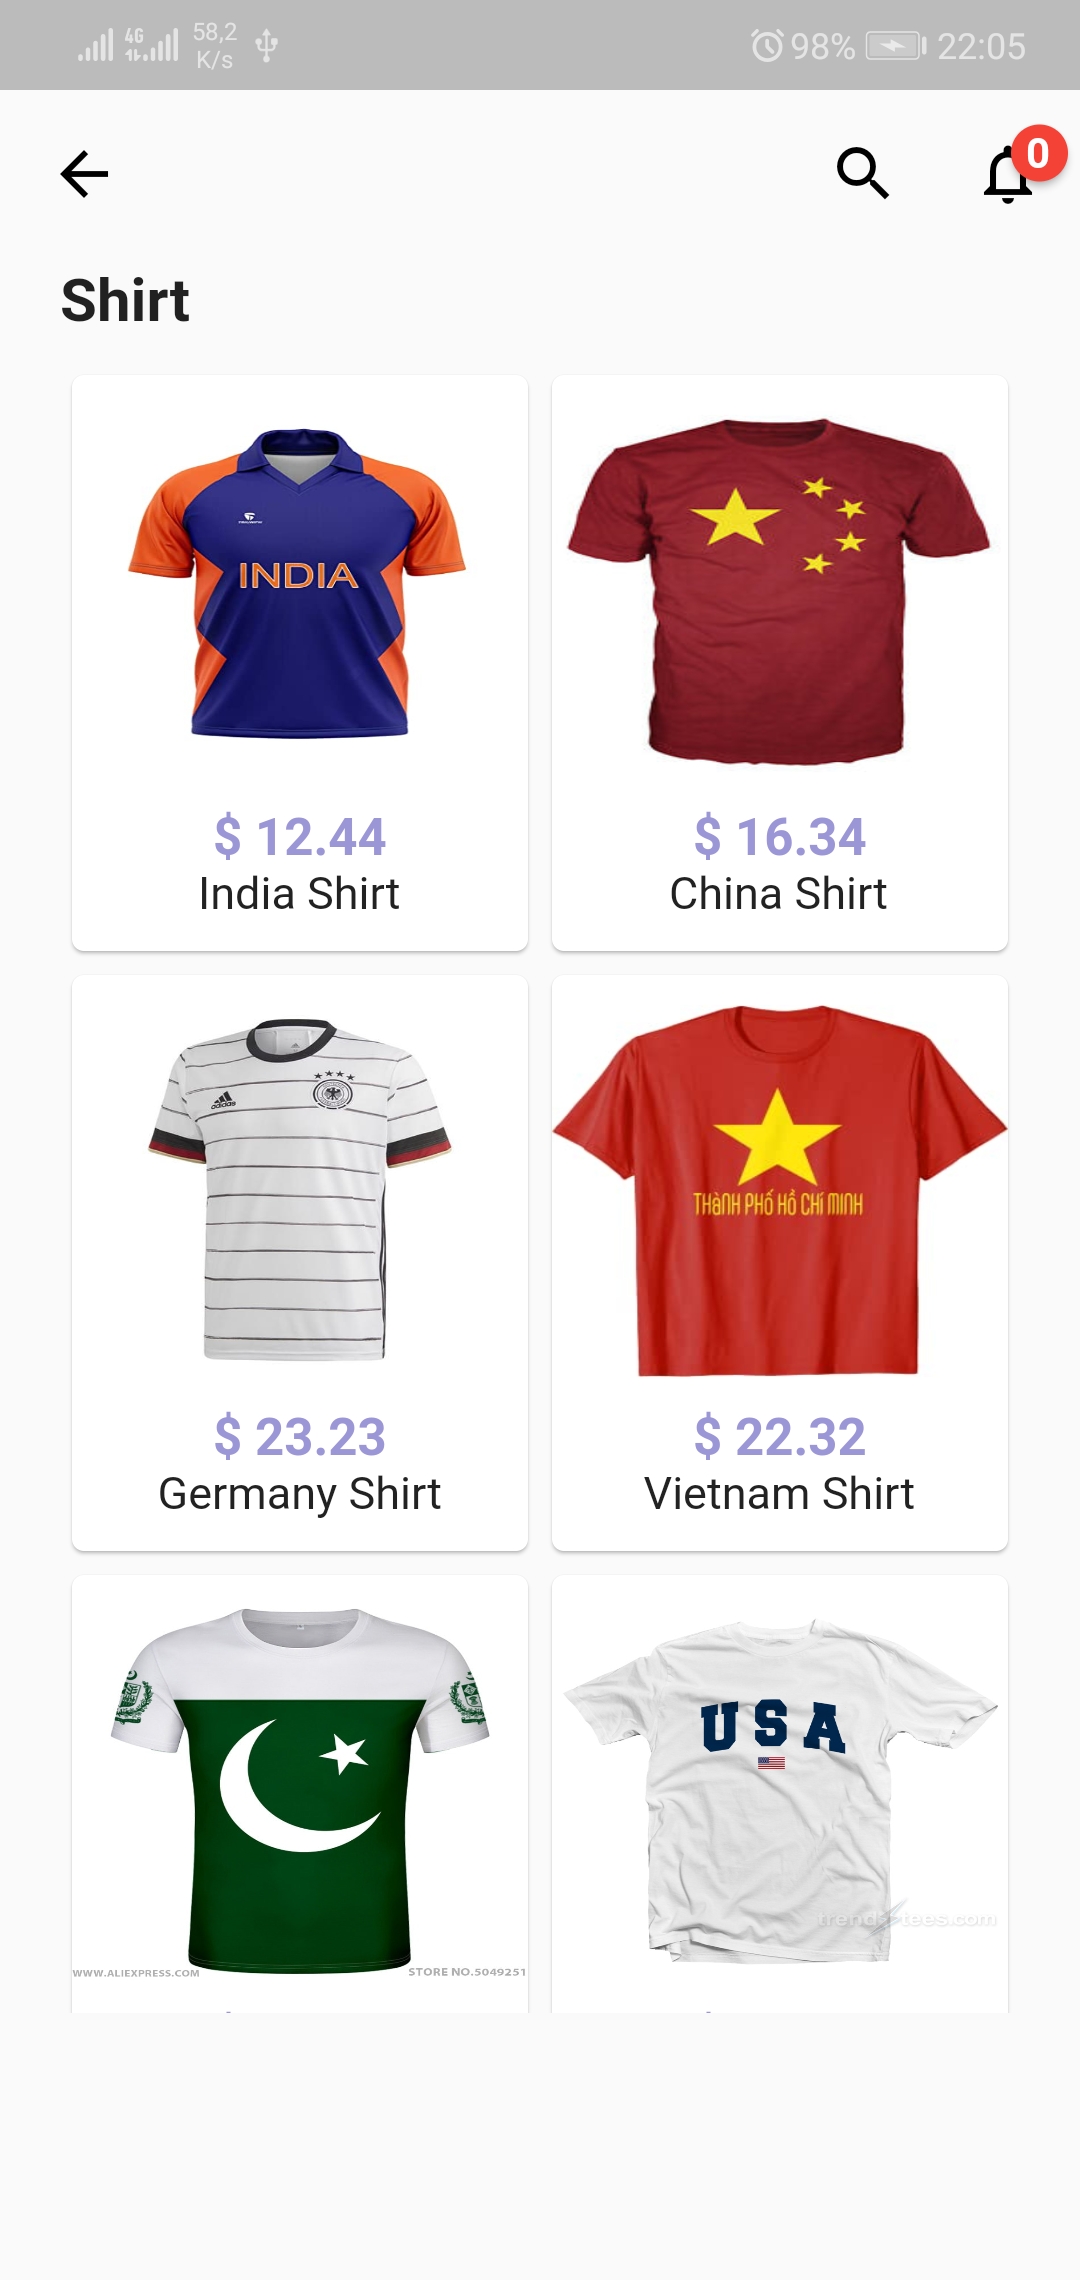 4G
58,2
K/s
98%
22:05
0
Shirt
INDIA
$ 12.44
India Shirt
$ 16.34
China Shirt
adidas
$ 23.23
Germany Shirt
THÀNH PHỐ HỒ CHÍ MINH
$ 22.32
Vietnam Shirt
WWW.ALIEXPRESS.COM
STORE NO.5049251
USA
trend tees.com